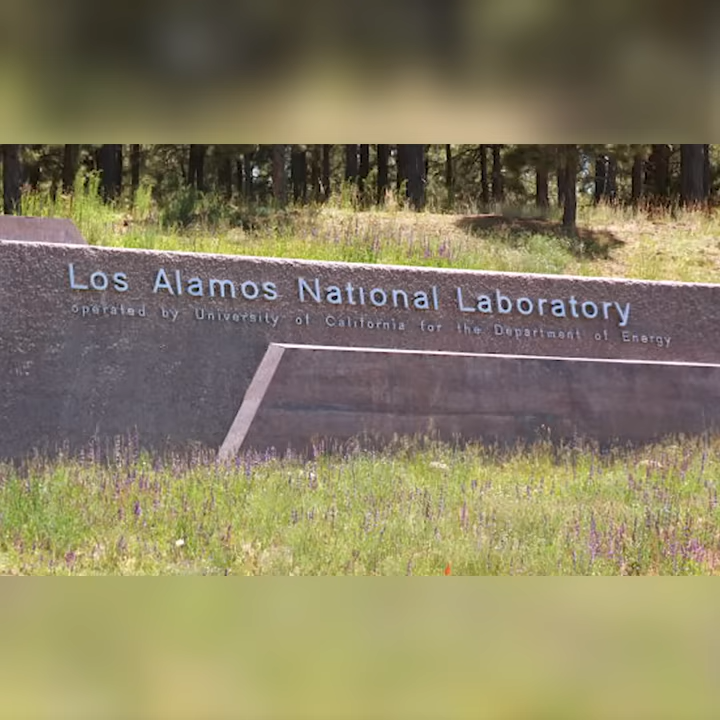 Los Alamos National Laboratory
operated by University of California for the Department of Energy